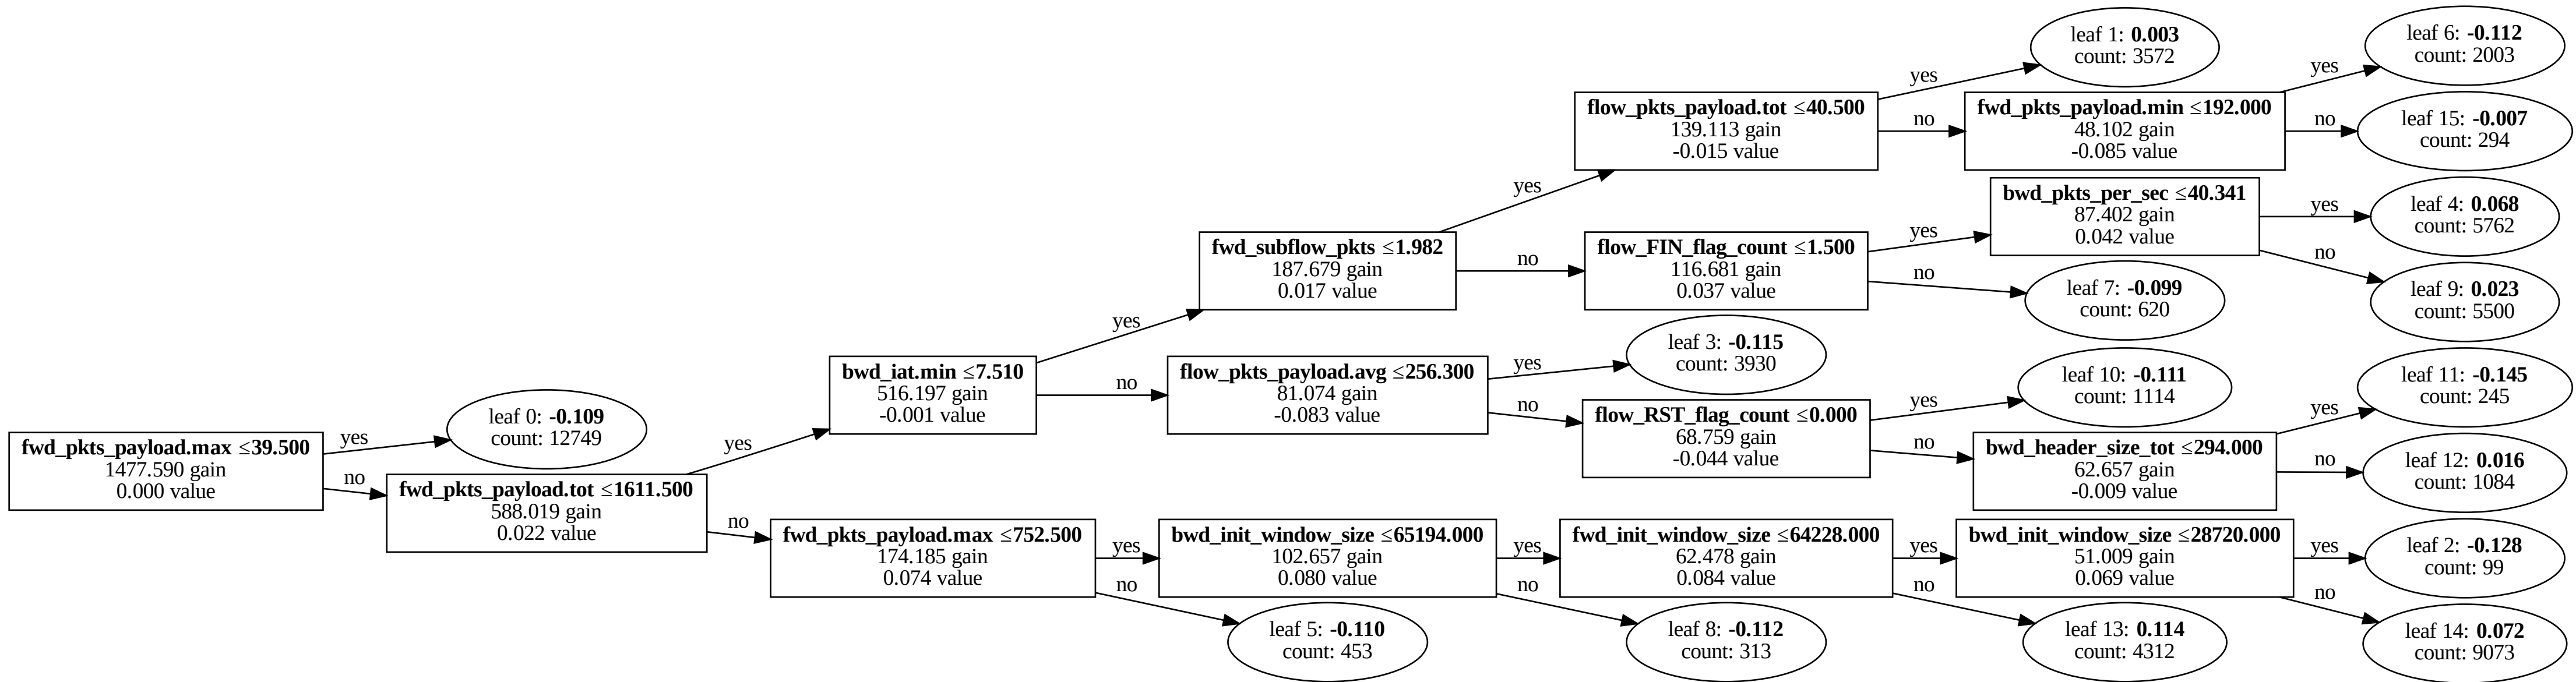 fwd_pkts_payload.max ≤39.500
1477.590 gain
0.000 value
yes
no
leaf 0: -0.109
count: 12749
fwd_pkts_payload.tot ≤1611.500
588.019 gain
0.022 value
yes
no
bwd_iat.min ≤7.510
516.197 gain
-0.001 value
yes
no
fwd_pkts_payload.max ≤752.500
174.185 gain
0.074 value
yes
no
fwd_subflow_pkts ≤1.982
187.679 gain
0.017 value
yes
no
flow_pkts_payload.avg ≤256.300
81.074 gain
-0.083 value
yes
no
bwd_init_window_size ≤65194.000
102.657 gain
0.080 value
yes
no
leaf 5: -0.110
count: 453
flow_pkts_payload.tot ≤40.500
139.113 gain
-0.015 value
yes
no
flow_FIN_flag_count ≤1.500
116.681 gain
0.037 value
yes
no
leaf 3: -0.115
count: 3930
flow_RST_flag_count ≤0.000
68.759 gain
-0.044 value
yes
no
fwd_init_window_size ≤64228.000
62.478 gain
0.084 value
yes
no
leaf 8: -0.112
count: 313
leaf 1: 0.003
count: 3572
fwd_pkts_payload.min ≤192.000
48.102 gain
-0.085 value
yes
no
bwd_pkts_per_sec ≤40.341
87.402 gain
0.042 value
yes
no
leaf 7: -0.099
count: 620
leaf 10: -0.111
count: 1114
bwd_header_size_tot ≤294.000
62.657 gain
-0.009 value
yes
no
bwd_init_window_size ≤28720.000
51.009 gain
0.069 value
yes
no
leaf 13: 0.114
count: 4312
leaf 6: -0.112
count: 2003
leaf 15: -0.007
count: 294
leaf 4: 0.068
count: 5762
leaf 9: 0.023
count: 5500
leaf 11: -0.145
count: 245
leaf 12: 0.016
count: 1084
leaf 2: -0.128
count: 99
leaf 14: 0.072
count: 9073